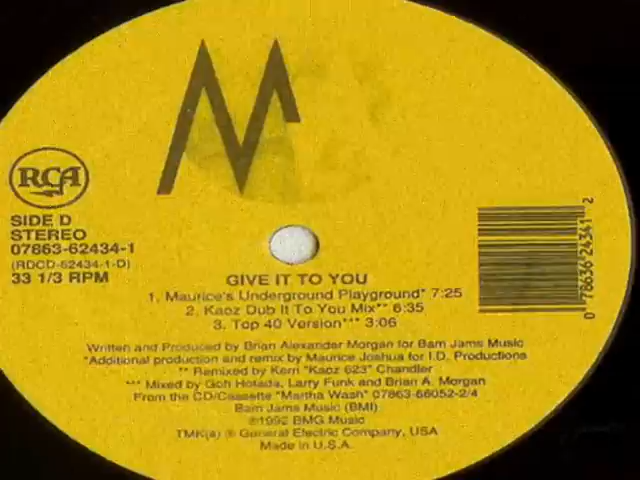 M
RCA
SIDE D
STEREO
07863-62434-1
(RDCD-62434-1-D)
33 1/3 RPM
0 78636 24341 2
GIVE IT TO YOU
1. Maurice's Underground Playground* 7:25
2. Kaoz Dub It To You Mix** 6:35
3. Top 40 Version*** 3:06
Written and Produced by Brian Alexander Morgan for Bam Jams Music
*Additional production and remix by Maurice Joshua for I.D. Productions
** Remixed by Kerri "Kaoz 623" Chandler
*** Mixed by Goh Hotoda, Larry Funk and Brian A. Morgan
From the CD/Cassette "Martha Wash" 07863-66052-2/4
Bam Jams Music (BMI)
℗1992 BMG Music
TMK(s) ® General Electric Company, USA
Made in U.S.A.